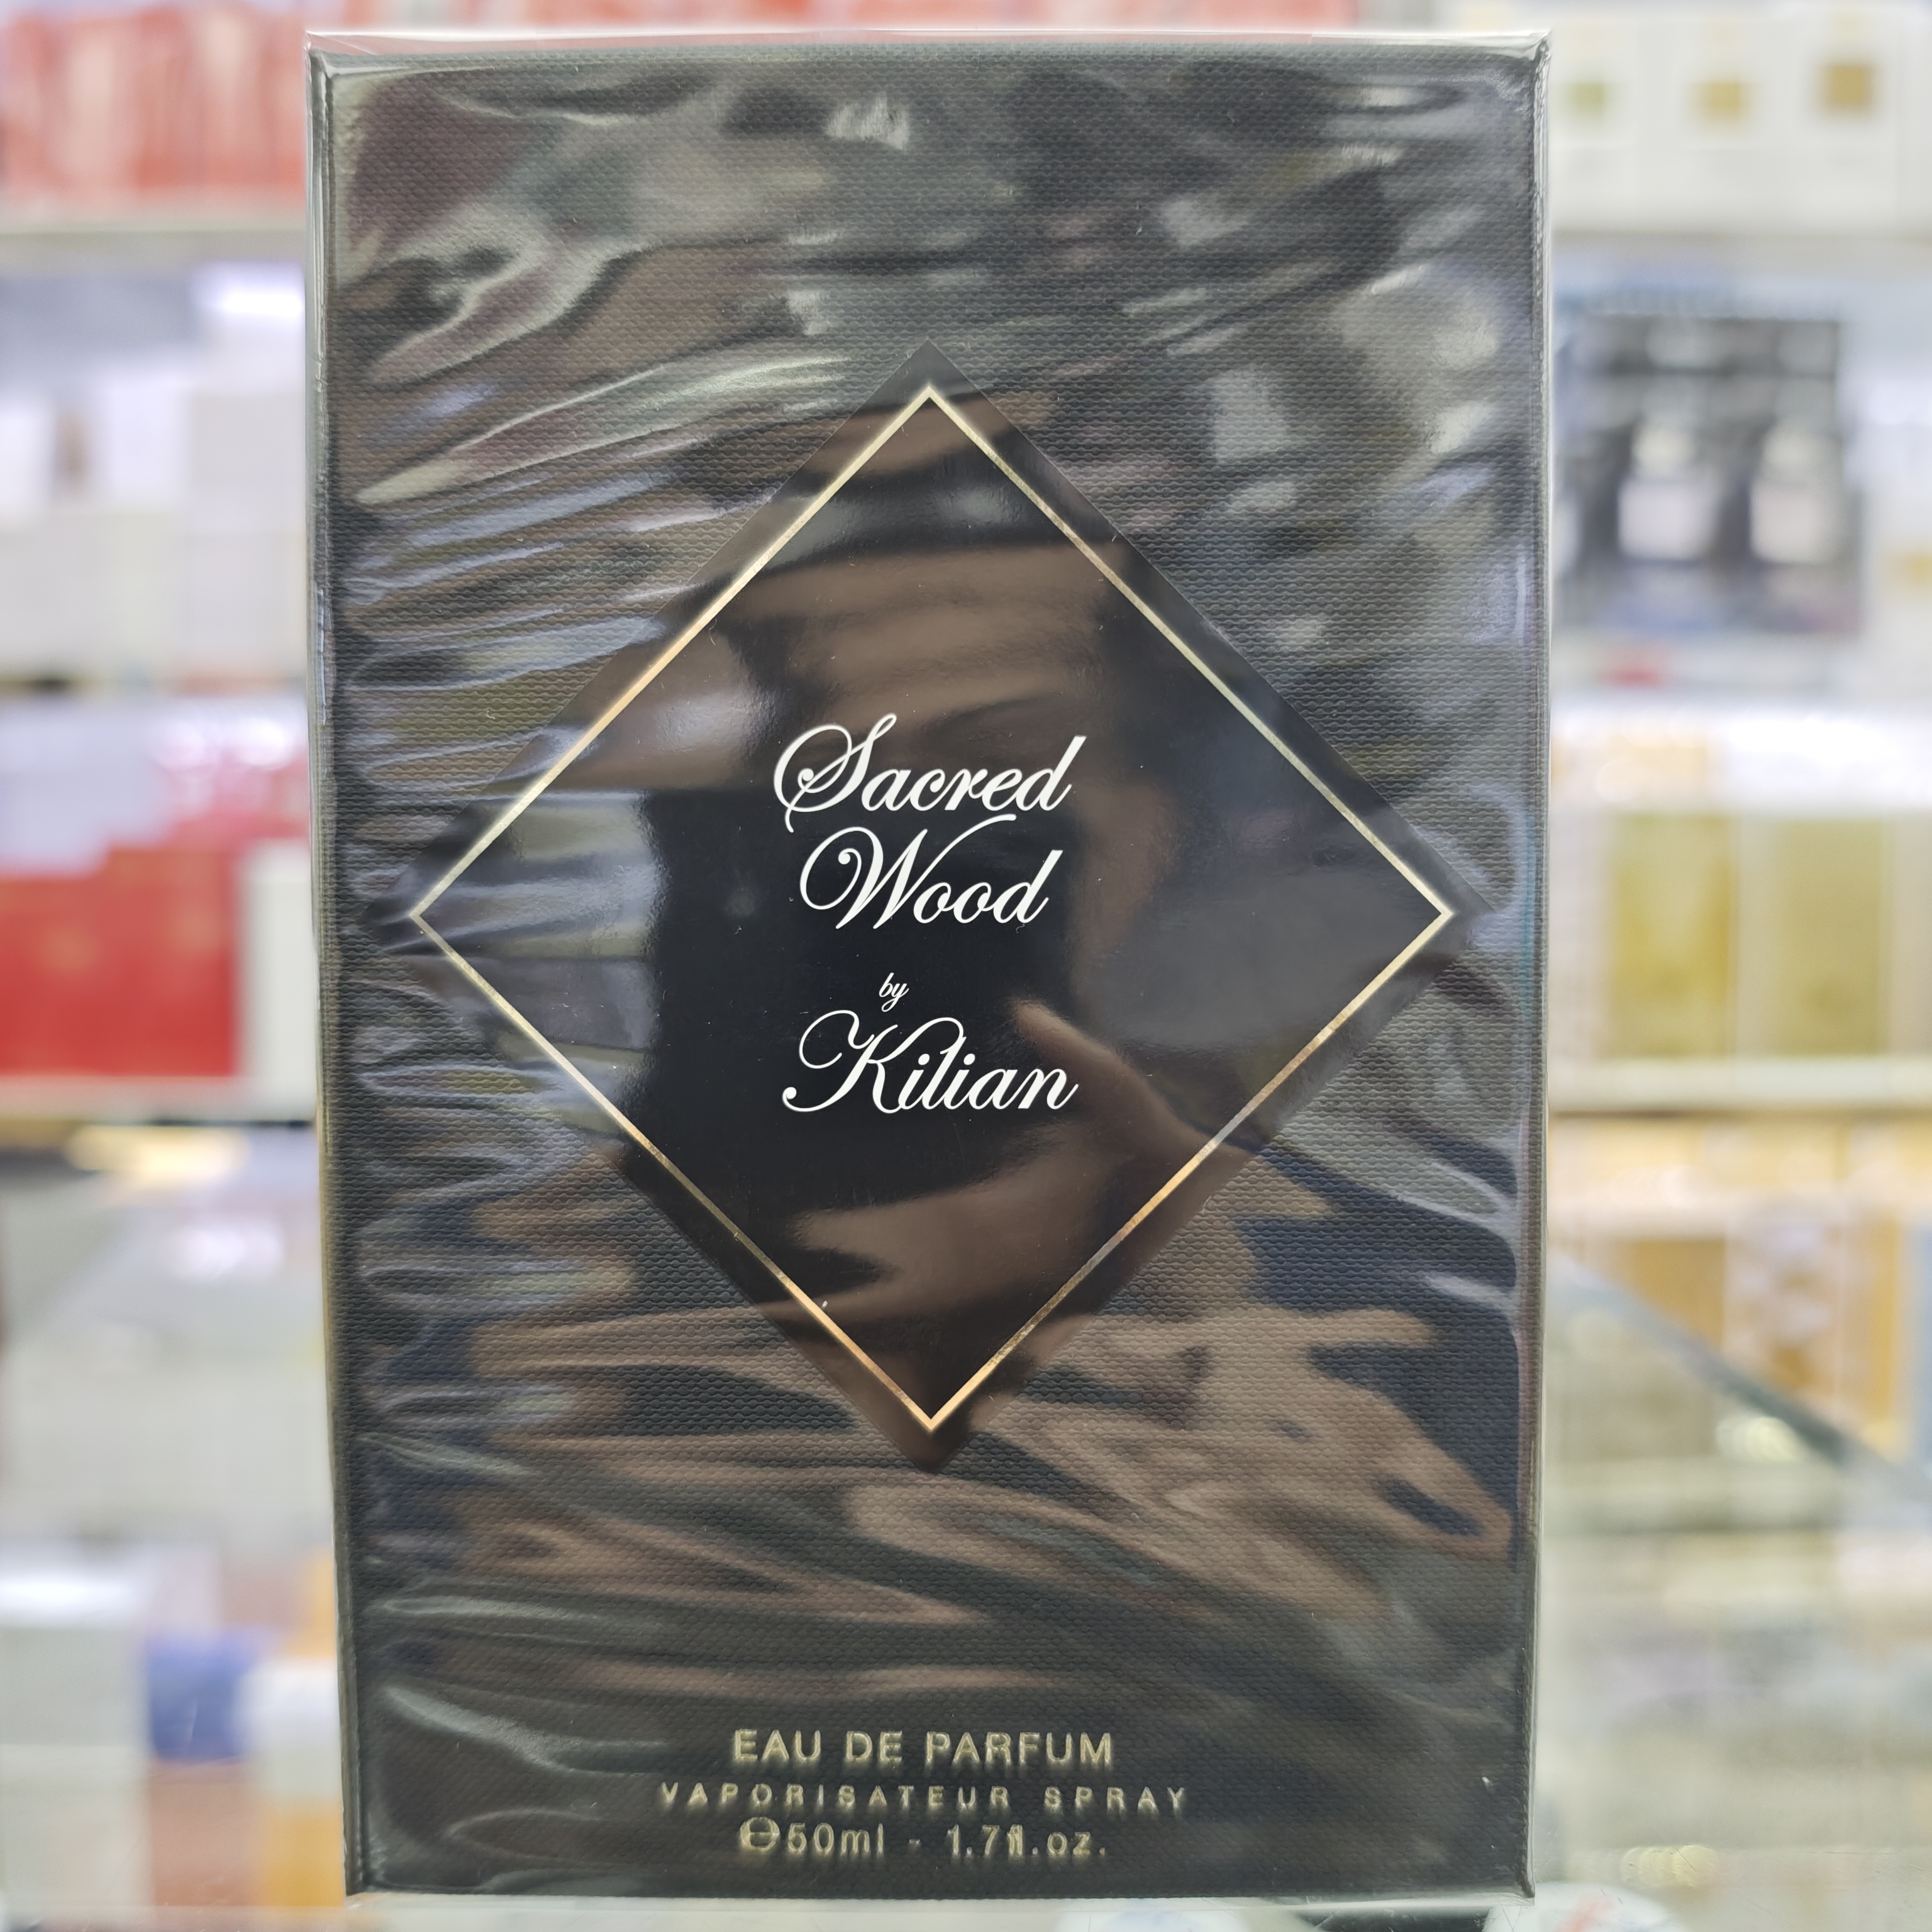 Sacred
Wood
by
Kilian
EAU DE PARFUM
VAPORISATEUR SPRAY
℮50ml - 1.7fl.oz.